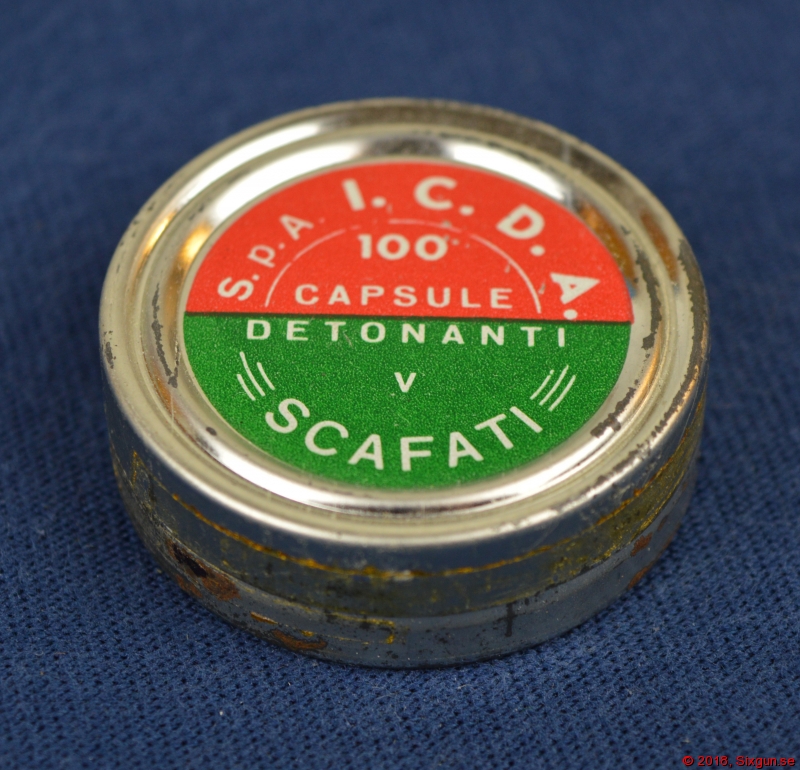 S.p.A. I. C. D. A.
100
CAPSULE
DETONANTI
V
SCAFATI
© 2018, Sixgun.se